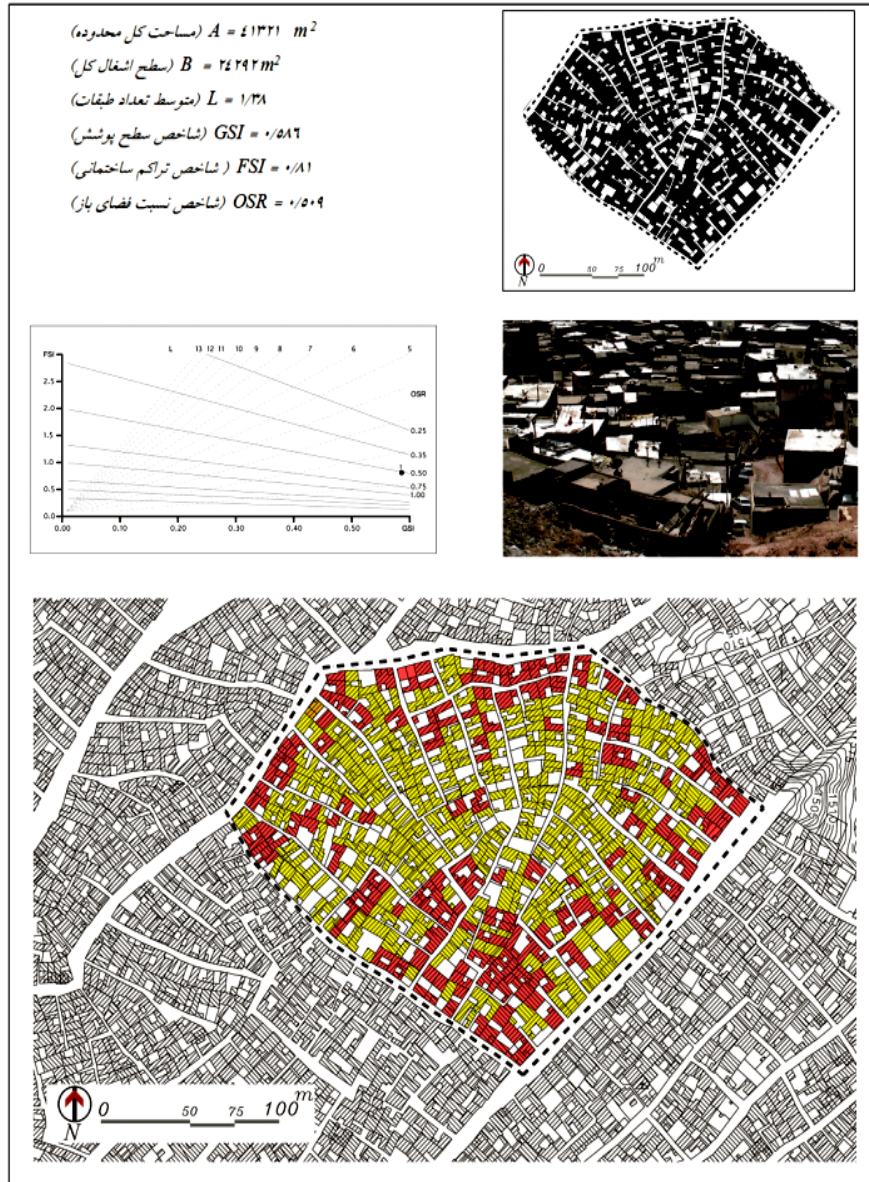 A = ٤١٣٢١ m² (مساحت کل محدوده)
B = ٢٤٢٩٢ m² (سطح اشغال کل)
L = ١/٣٨ (متوسط تعداد طبقات)
GSI = ٠/٥٨٦ (شاخص سطح پوشش)
FSI = ٠/٨١ (شاخص تراکم ساختمانی)
OSR = ٠/٥٠٩ (شاخص نسبت فضای باز)
N 0 50 75 100 m
FSI L 13 12 11 10 9 8 7 6 5
2.5
OSR
2.0
1.5
0.25
1.0
0.35
1
0.50
0.5
0.75
1.00
0.0
0.00 0.10 0.20 0.30 0.40 0.50 GSI
1605
1510
150
N 0 50 75 100 m